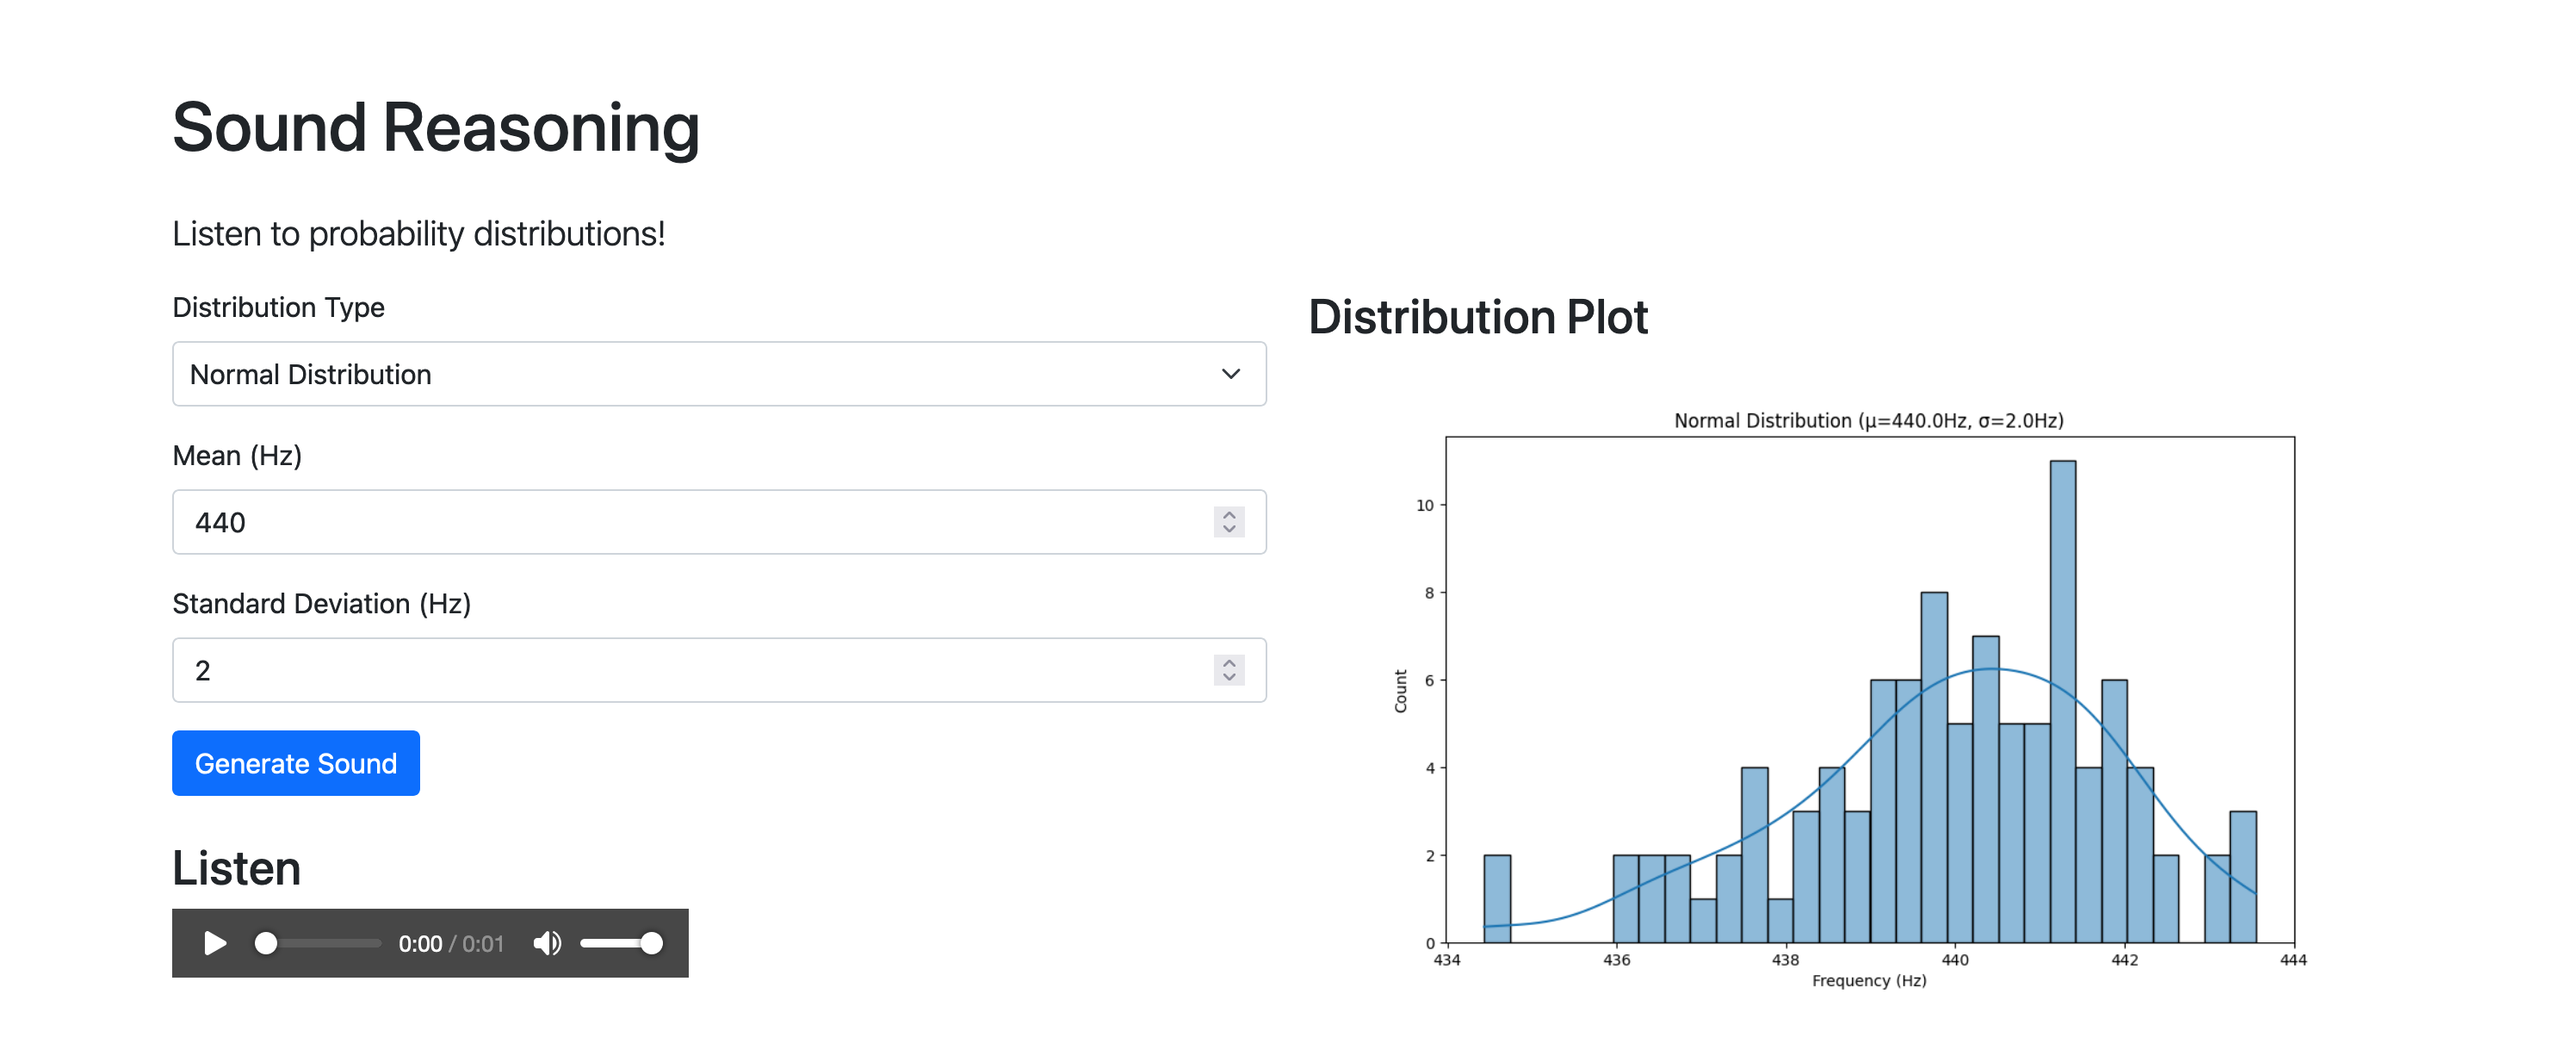 Sound Reasoning
Listen to probability distributions!
Distribution Type
Normal Distribution
Mean (Hz)
440
Standard Deviation (Hz)
2
Generate Sound
Listen
0:00 / 0:01
Distribution Plot
Normal Distribution (μ=440.0Hz, σ=2.0Hz)
10
8
6
4
2
0
Count
434 436 438 440 442 444
Frequency (Hz)